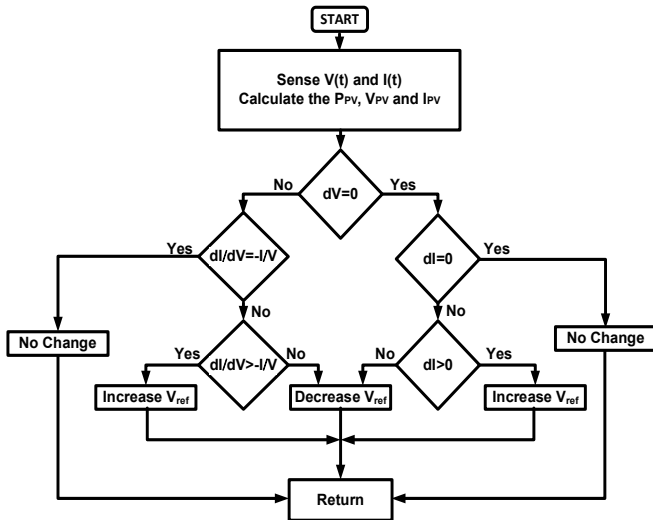 START
Sense V(t) and I(t)
Calculate the PPV, VPV and IPV
dV=0
No
Yes
dI/dV=-I/V
Yes
No
dI=0
Yes
No
No Change
dI/dV>-I/V
Yes
No
dI>0
No
Yes
No Change
Increase Vref
Decrease Vref
Increase Vref
Return